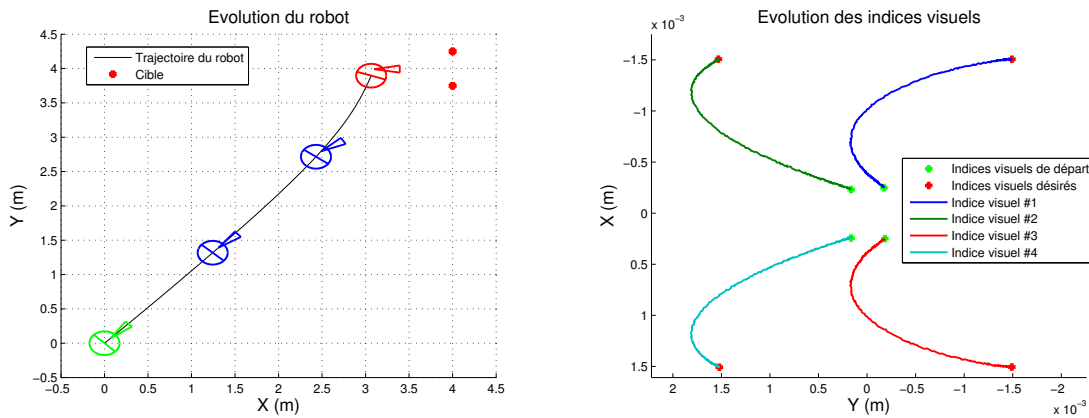 Evolution du robot
4.5
4
3.5
3
2.5
2
1.5
1
0.5
0
−0.5
Y (m)
Trajectoire du robot
Cible
−0.5 0 0.5 1 1.5 2 2.5 3 3.5 4 4.5
X (m)
Evolution des indices visuels
x 10⁻³
−1.5
−1
−0.5
0
0.5
1
1.5
X (m)
Indices visuels de départ
Indices visuels désirés
Indice visuel #1
Indice visuel #2
Indice visuel #3
Indice visuel #4
2 1.5 1 0.5 0 −0.5 −1 −1.5 −2
Y (m)
x 10⁻³